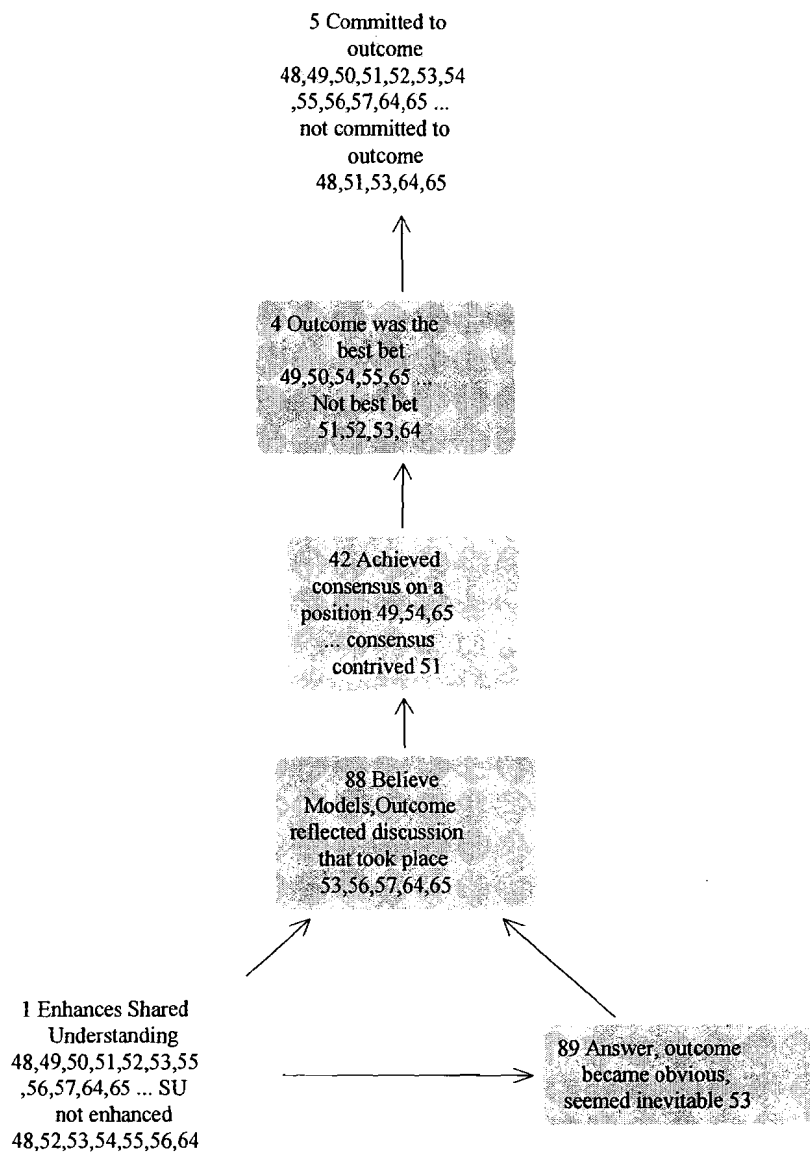 5 Committed to
outcome
48,49,50,51,52,53,54
,55,56,57,64,65 ...
not committed to
outcome
48,51,53,64,65
4 Outcome was the
best bet
49,50,54,55,65 ...
Not best bet
51,52,53,64
42 Achieved
consensus on a
position 49,54,65
... consensus
contrived 51
88 Believe
Models,Outcome
reflected discussion
that took place
53,56,57,64,65
1 Enhances Shared
Understanding
48,49,50,51,52,53,55
,56,57,64,65 ... SU
not enhanced
48,52,53,54,55,56,64
89 Answer, outcome
became obvious,
seemed inevitable 53